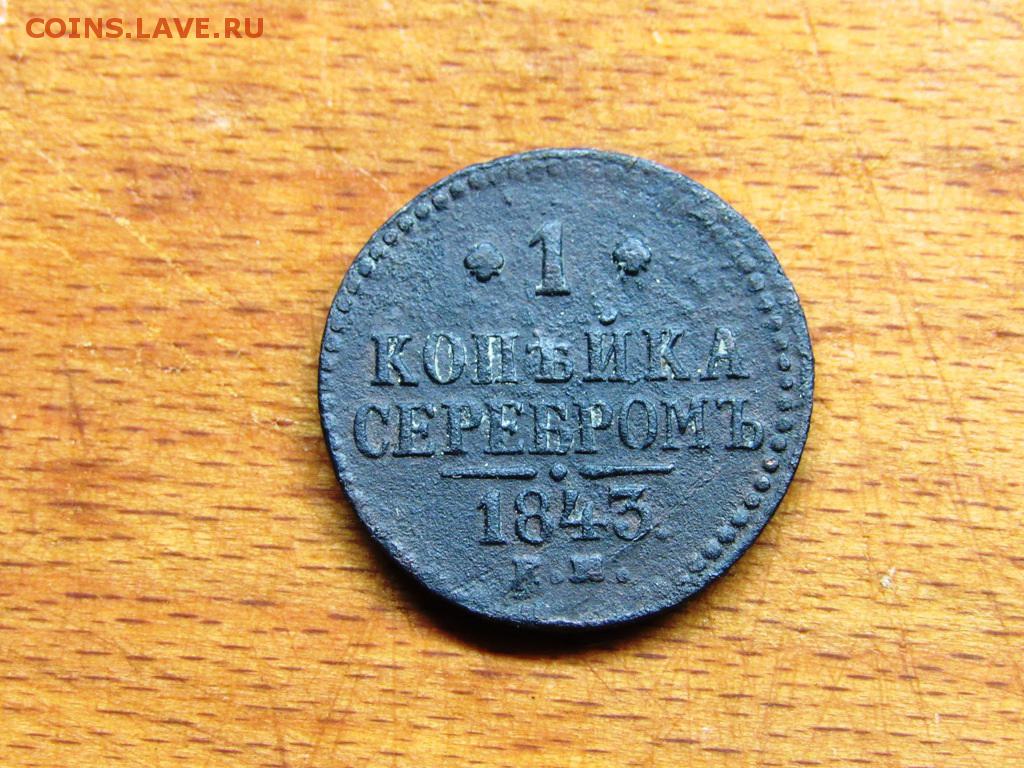 COINS.LAVE.RU
1
КОПѢЙКА
СЕРЕБРОМЪ
1843.
Е.М.